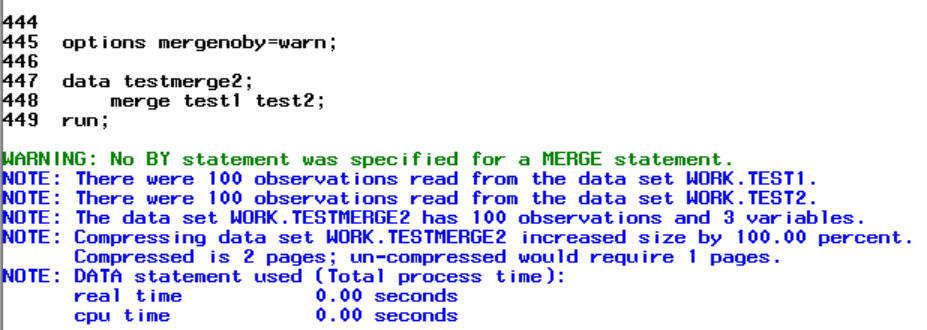 444
445 options mergenoby=warn;
446
447 data testmerge2;
448 merge test1 test2;
449 run;
WARNING: No BY statement was specified for a MERGE statement.
NOTE: There were 100 observations read from the data set WORK.TEST1.
NOTE: There were 100 observations read from the data set WORK.TEST2.
NOTE: The data set WORK.TESTMERGE2 has 100 observations and 3 variables.
NOTE: Compressing data set WORK.TESTMERGE2 increased size by 100.00 percent.
Compressed is 2 pages; un-compressed would require 1 pages.
NOTE: DATA statement used (Total process time):
real time 0.00 seconds
cpu time 0.00 seconds